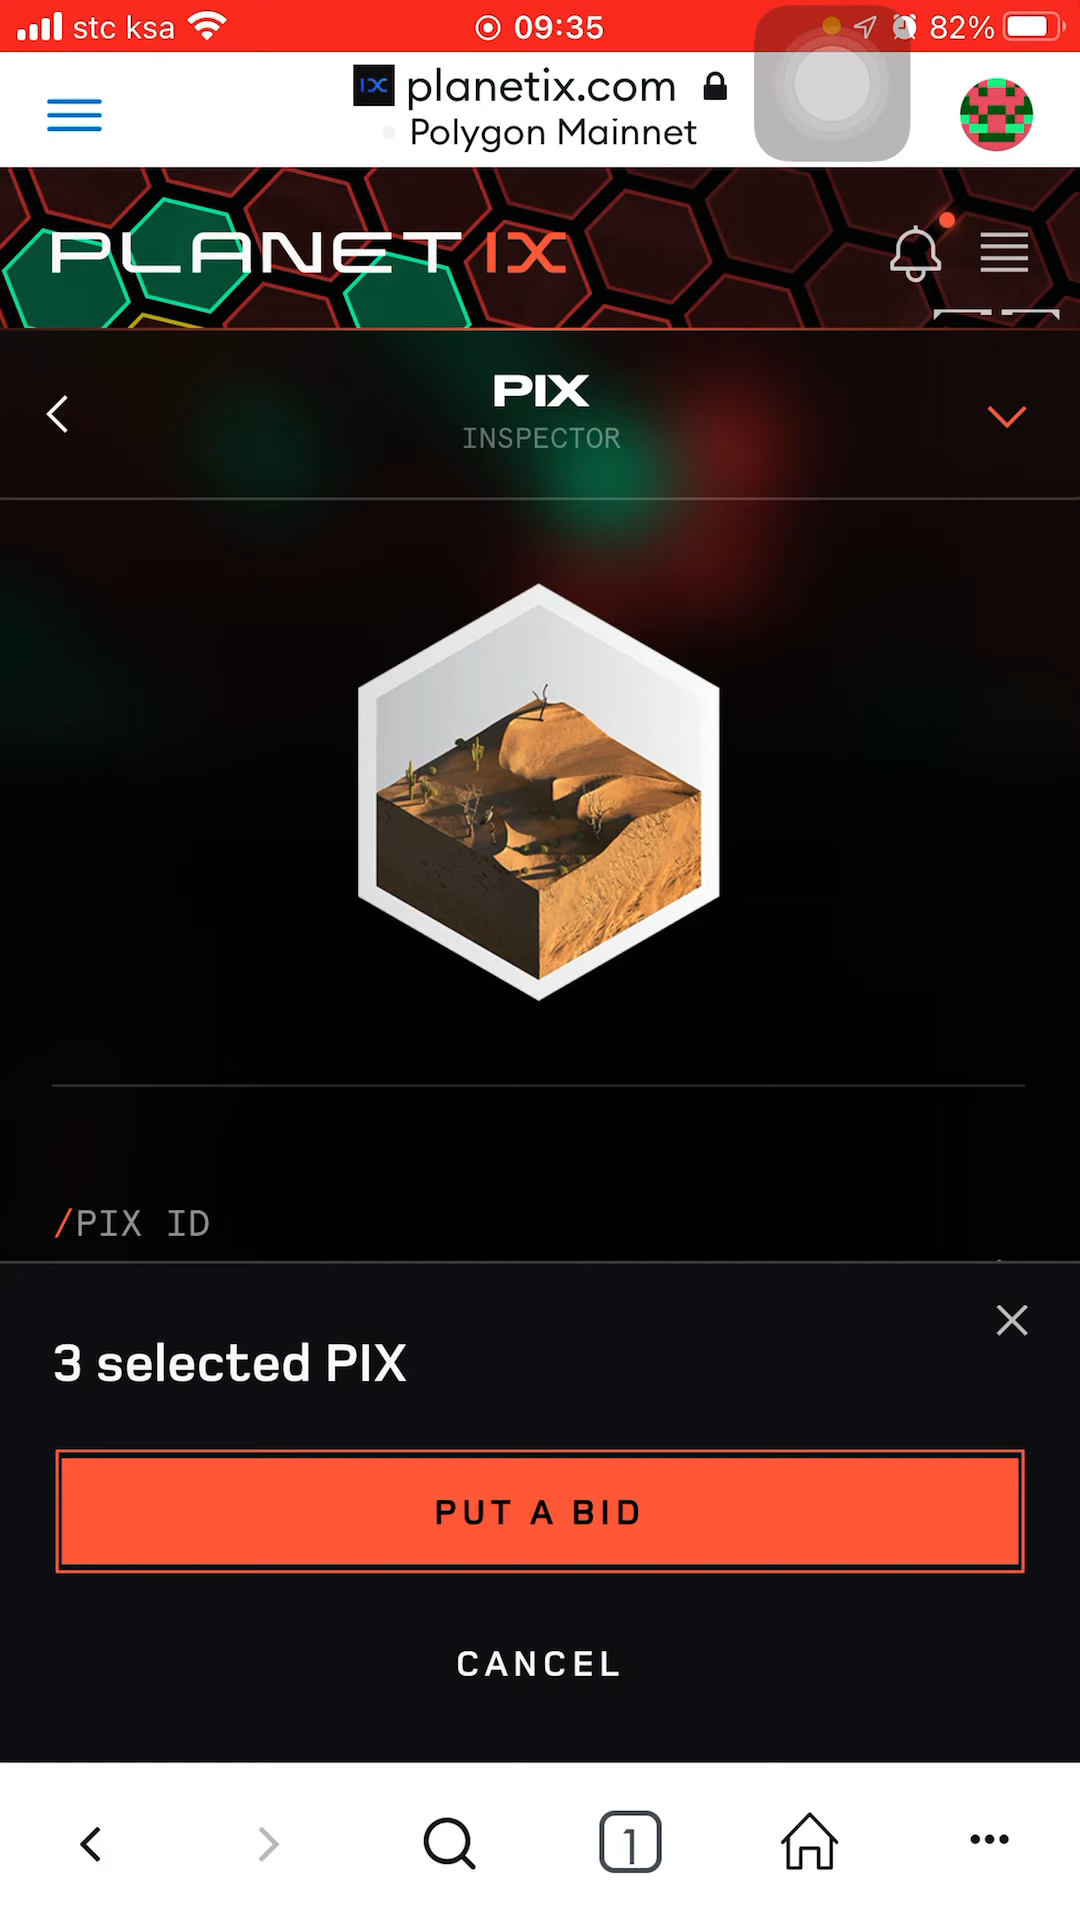 stc ksa 09:35 82%
planetix.com
Polygon Mainnet
PLANET IX
PIX
INSPECTOR
/PIX ID
3 selected PIX
PUT A BID
CANCEL
1